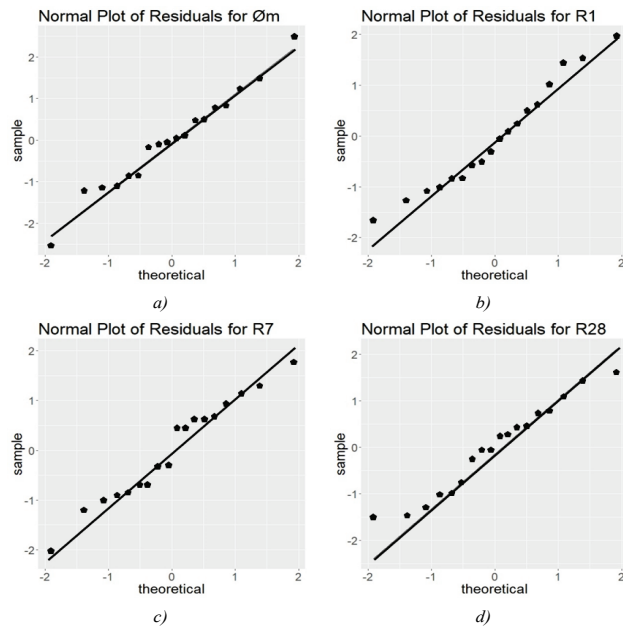 Normal Plot of Residuals for Øm
sample
2
1
0
-1
-2
-2 -1 0 1 2
theoretical
a)
Normal Plot of Residuals for R1
sample
2
1
0
-1
-2
-2 -1 0 1 2
theoretical
b)
Normal Plot of Residuals for R7
sample
2
1
0
-1
-2
-2 -1 0 1 2
theoretical
c)
Normal Plot of Residuals for R28
sample
2
1
0
-1
-2
-2 -1 0 1 2
theoretical
d)